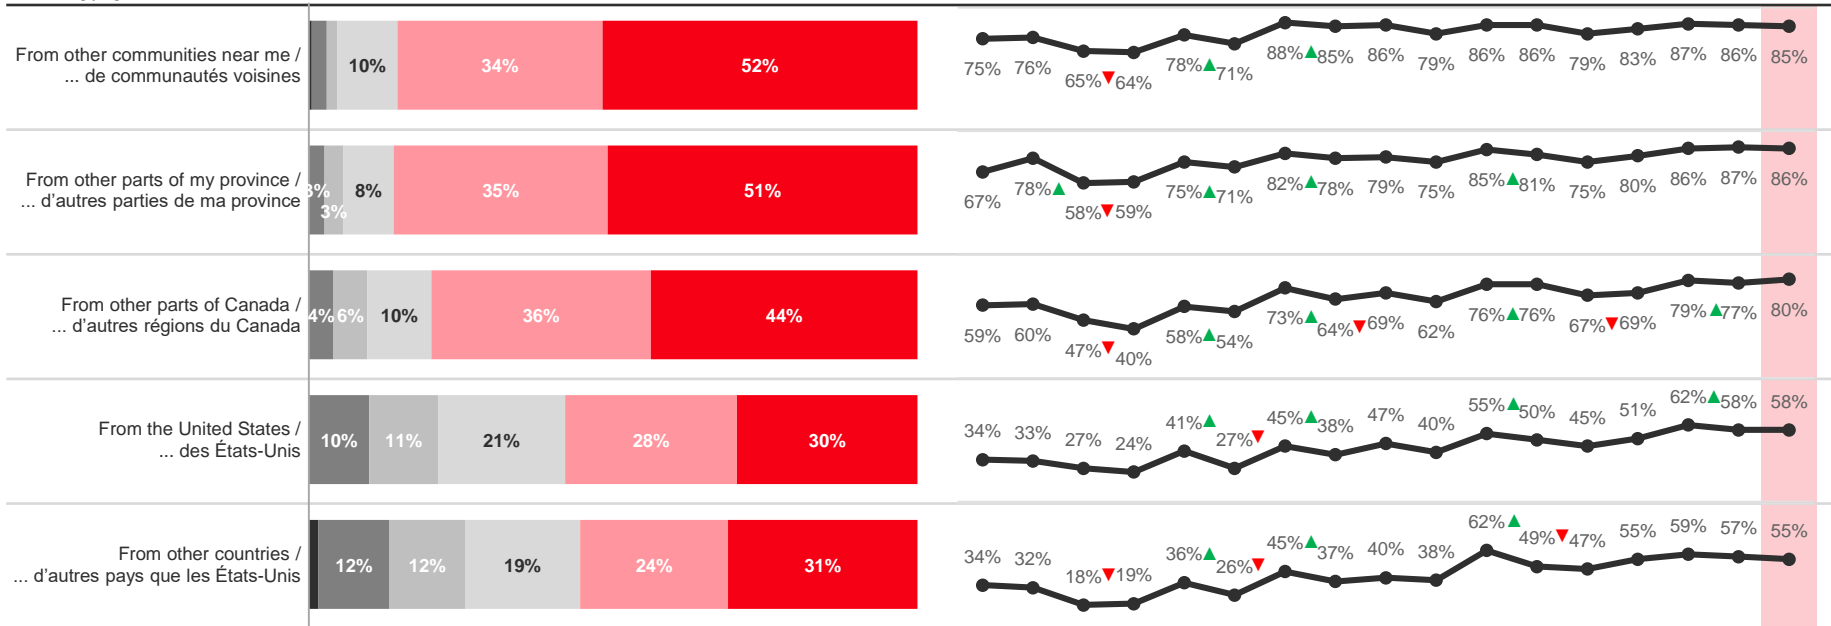 From other communities near me /
... de communautés voisines
10% 34% 52%
75% 76% 65% ▼ 64% 78% ▲ 71% 88% ▲ 85% 86% 79% 86% 86% 79% 83% 87% 86% 85%
From other parts of my province /
... d'autres parties de ma province
3% 3% 8% 35% 51%
67% 78% ▲ 58% ▼ 59% 75% ▲ 71% 82% ▲ 78% 79% 75% 85% ▲ 81% 75% 80% 86% 87% 86%
From other parts of Canada /
... d'autres régions du Canada
4% 6% 10% 36% 44%
59% 60% 47% ▼ 40% 58% ▲ 54% 73% ▲ 64% ▼ 69% 62% 76% ▲ 76% 67% ▼ 69% 79% ▲ 77% 80%
From the United States /
... des États-Unis
10% 11% 21% 28% 30%
34% 33% 27% 24% 41% ▲ 27% ▼ 45% ▲ 38% 47% 40% 55% ▲ 50% 45% 51% 62% ▲ 58% 58%
From other countries /
... d'autres pays que les États-Unis
12% 12% 19% 24% 31%
34% 32% 18% ▼ 19% 36% ▲ 26% ▼ 45% ▲ 37% 40% 38% 62% ▲ 49% ▼ 47% 55% 59% 57% 55%